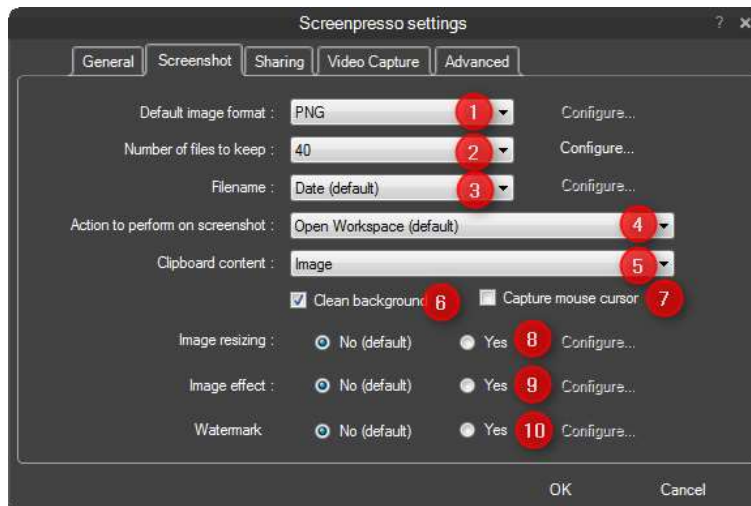 Screenpresso settings
? ×
General Screenshot Sharing Video Capture Advanced
Default image format : PNG 1 Configure...
Number of files to keep : 40 2 Configure...
Filename : Date (default) 3 Configure...
Action to perform on screenshot : Open Workspace (default) 4
Clipboard content : Image 5
Clean background 6 Capture mouse cursor 7
Image resizing : No (default) Yes 8 Configure...
Image effect : No (default) Yes 9 Configure...
Watermark No (default) Yes 10 Configure...
OK Cancel